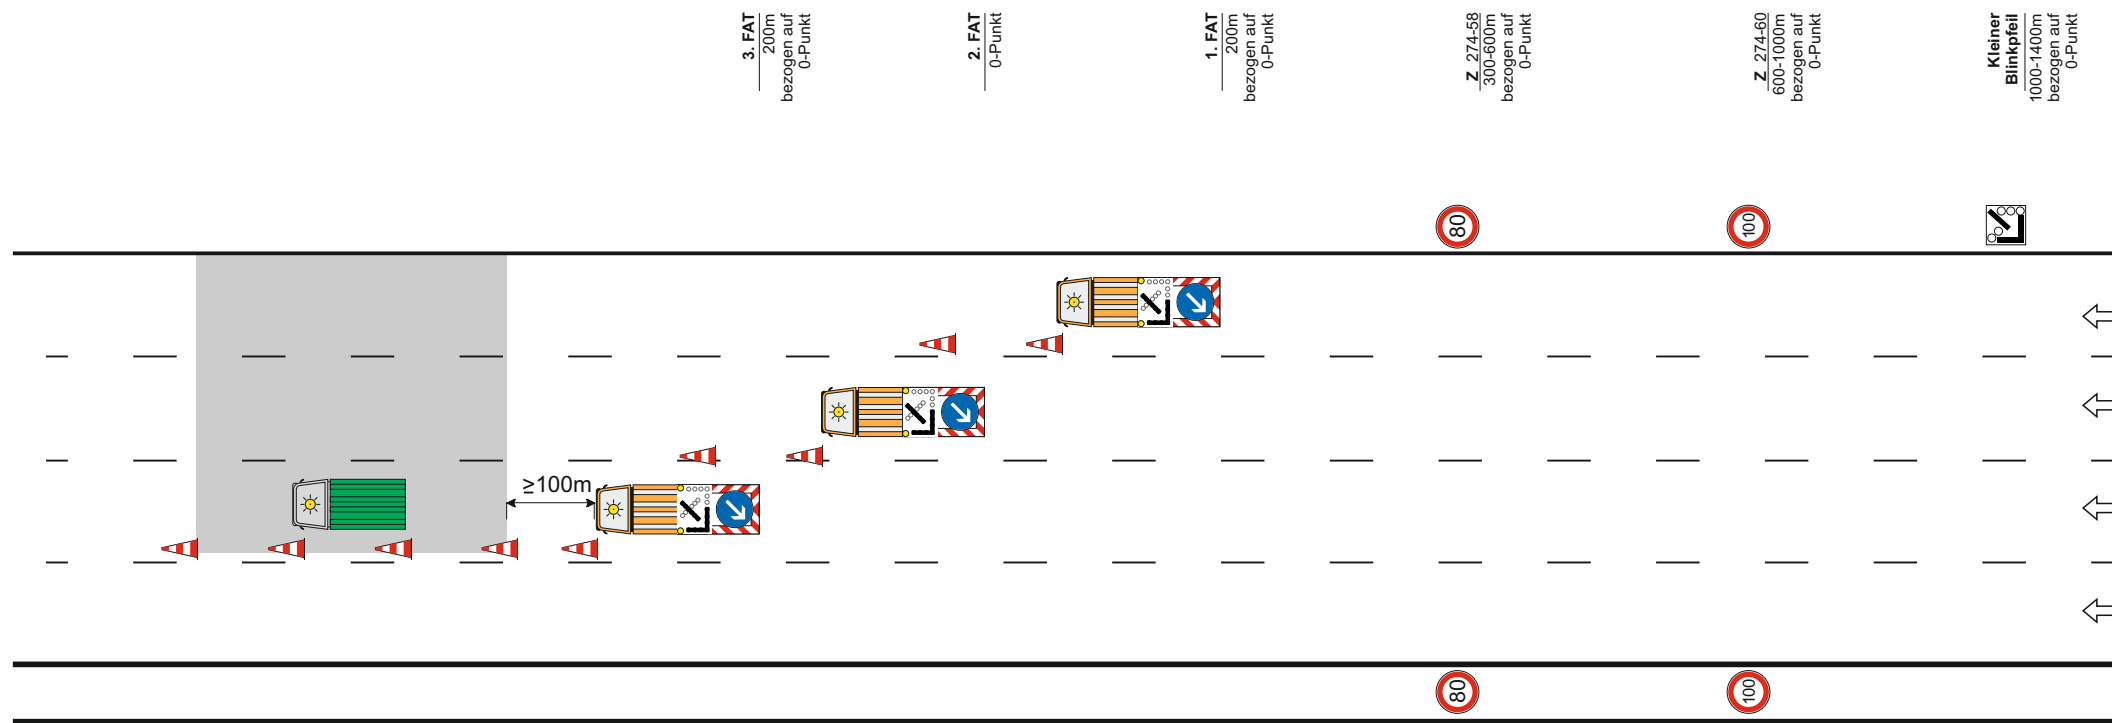 3. FAT
200m
bezogen auf
0-Punkt
2. FAT
0-Punkt
1. FAT
200m
bezogen auf
0-Punkt
Z 274-58
300-600m
bezogen auf
0-Punkt
Z 274-60
600-1000m
bezogen auf
0-Punkt
Kleiner
Blinkpfeil
1000-1400m
bezogen auf
0-Punkt
80
100
≥100m
80
100